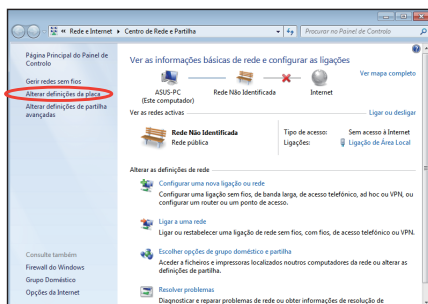 « Rede e Internet ▸ Centro de Rede e Partilha
Procurar no Painel de Controlo
Página Principal do Painel de
Controlo
Gerir redes sem fios
Alterar definições da placa
Alterar definições de partilha
avançadas
Consulte também
Firewall do Windows
Grupo Doméstico
Opções da Internet
Ver as informações básicas de rede e configurar as ligações
Ver mapa completo
ASUS-PC
(Este computador)
Rede Não Identificada
Internet
Ver as redes activas
Ligar ou desligar
Rede Não Identificada
Rede pública
Tipo de acesso: Sem acesso à Internet
Ligações: Ligação de Área Local
Alterar as definições de rede
Configurar uma nova ligação ou rede
Configurar uma ligação sem fios, de banda larga, de acesso telefónico, ad hoc ou VPN, ou
configurar um router ou um ponto de acesso.
Ligar a uma rede
Ligar ou restabelecer uma ligação de rede sem fios, com fios, de acesso telefónico ou VPN.
Escolher opções de grupo doméstico e partilha
Aceder a ficheiros e impressoras localizados noutros computadores da rede ou alterar as
definições de partilha.
Resolver problemas
Diagnosticar e reparar problemas de rede ou obter informações de resolução de